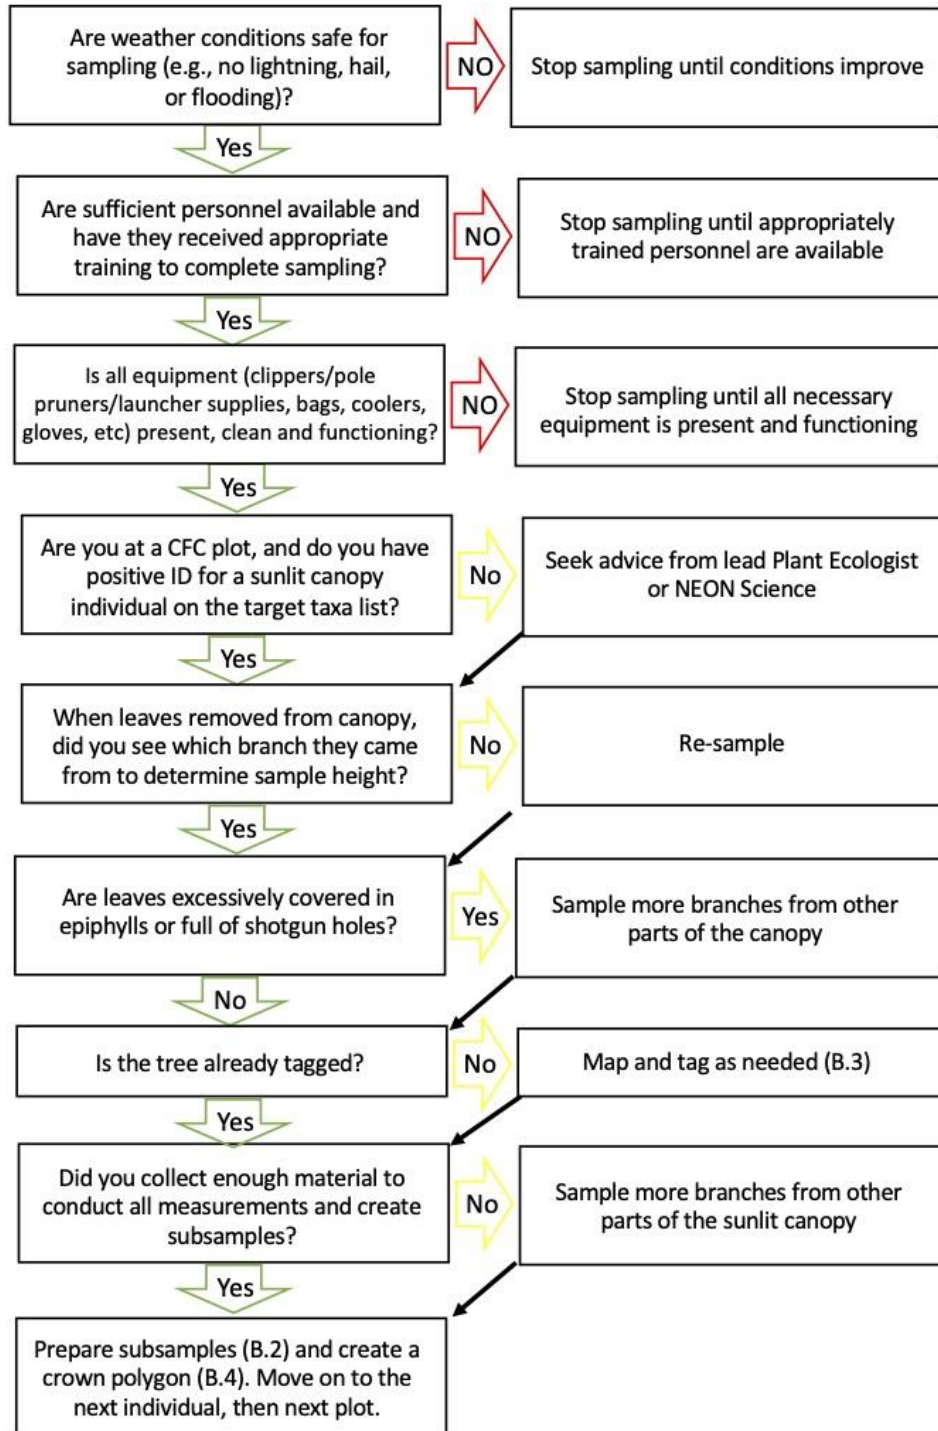 Are weather conditions safe for
sampling (e.g., no lightning, hail,
or flooding)?
NO
Stop sampling until conditions improve
Yes
Are sufficient personnel available and
have they received appropriate
training to complete sampling?
NO
Stop sampling until appropriately
trained personnel are available
Yes
Is all equipment (clippers/pole
pruners/launcher supplies, bags, coolers,
gloves, etc) present, clean and functioning?
NO
Stop sampling until all necessary
equipment is present and functioning
Yes
Are you at a CFC plot, and do you have
positive ID for a sunlit canopy
individual on the target taxa list?
No
Seek advice from lead Plant Ecologist
or NEON Science
Yes
When leaves removed from canopy,
did you see which branch they came
from to determine sample height?
No
Re-sample
Yes
Are leaves excessively covered in
epiphylls or full of shotgun holes?
Yes
Sample more branches from other
parts of the canopy
No
Is the tree already tagged?
No
Map and tag as needed (B.3)
Yes
Did you collect enough material to
conduct all measurements and create
subsamples?
No
Sample more branches from other
parts of the sunlit canopy
Yes
Prepare subsamples (B.2) and create a
crown polygon (B.4). Move on to the
next individual, then next plot.